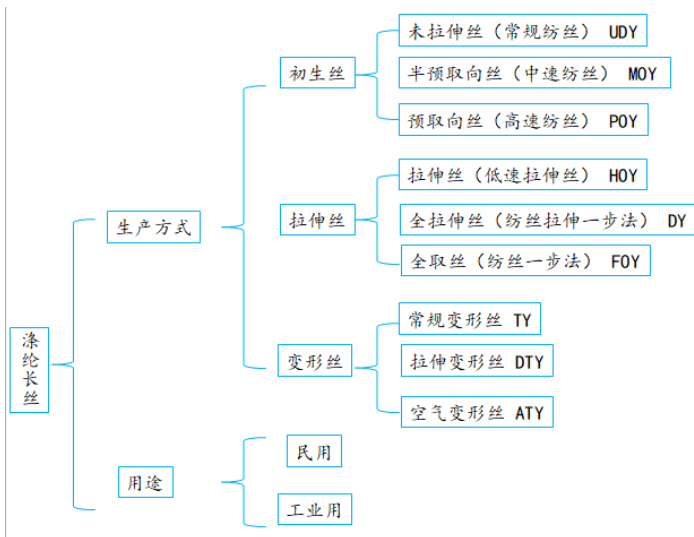 涤纶长丝
生产方式
初生丝
未拉伸丝（常规纺丝） UDY
半预取向丝（中速纺丝） MOY
预取向丝（高速纺丝） POY
拉伸丝
拉伸丝（低速拉伸丝） HOY
全拉伸丝（纺丝拉伸一步法） DY
全取丝（纺丝一步法） FOY
变形丝
常规变形丝 TY
拉伸变形丝 DTY
空气变形丝 ATY
用途
民用
工业用